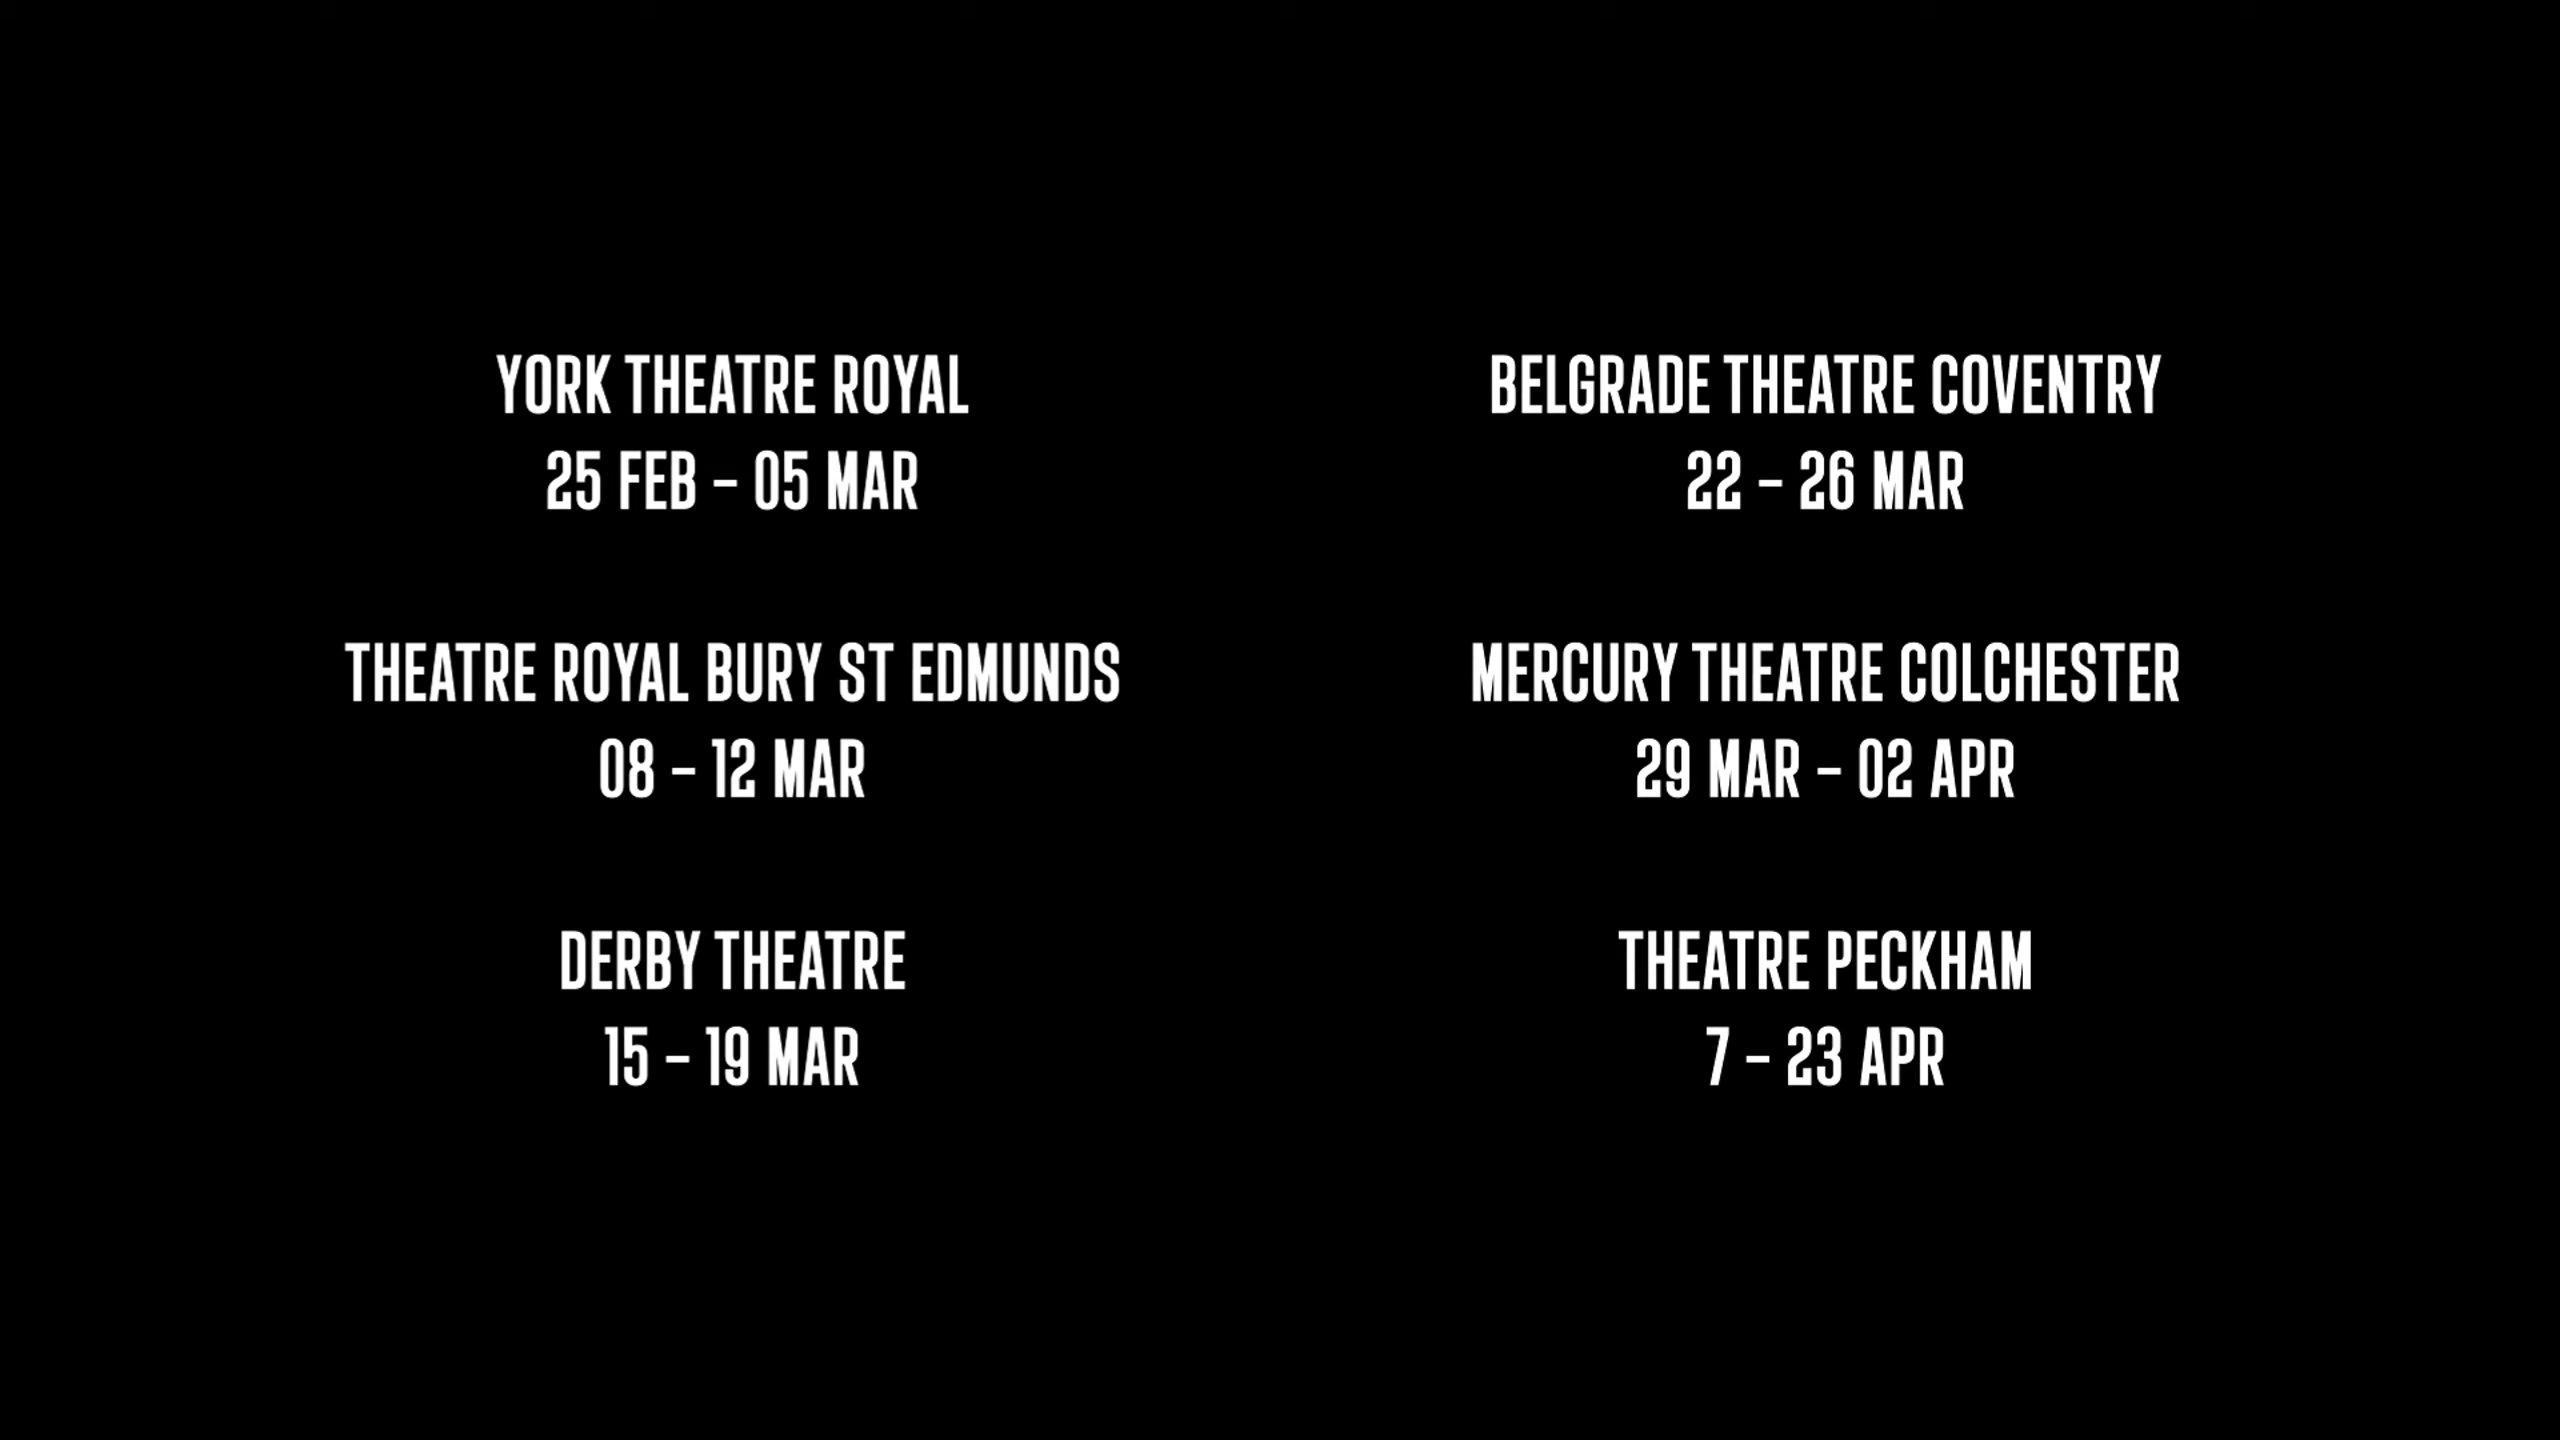 YORK THEATRE ROYAL
25 FEB – 05 MAR
THEATRE ROYAL BURY ST EDMUNDS
08 – 12 MAR
DERBY THEATRE
15 – 19 MAR
BELGRADE THEATRE COVENTRY
22 – 26 MAR
MERCURY THEATRE COLCHESTER
29 MAR – 02 APR
THEATRE PECKHAM
7 – 23 APR